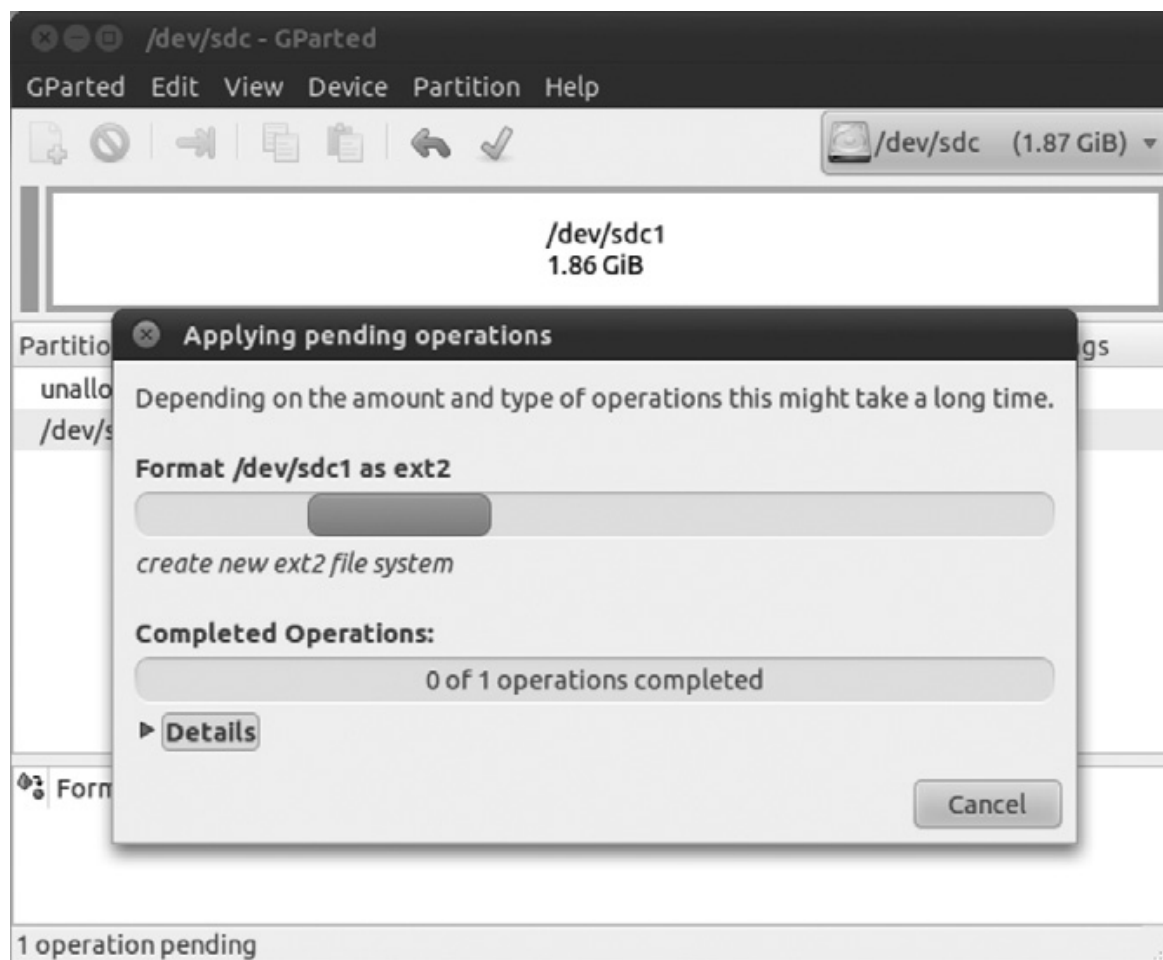 /dev/sdc - GParted
GParted Edit View Device Partition Help
/dev/sdc (1.87 GiB)
/dev/sdc1
1.86 GiB
Partitio
gs
unallo
/dev/s
Applying pending operations
Depending on the amount and type of operations this might take a long time.
Format /dev/sdc1 as ext2
create new ext2 file system
Completed Operations:
0 of 1 operations completed
Details
Cancel
Form
1 operation pending